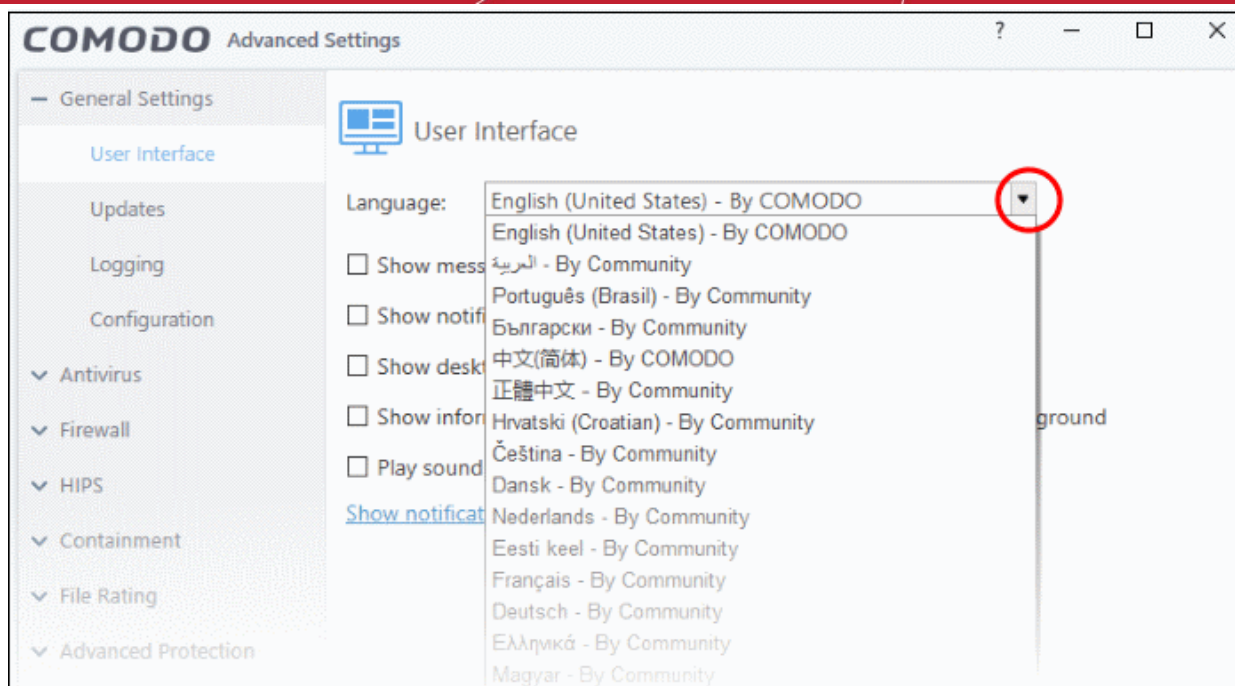 COMODO Advanced Settings ?
General Settings
User Interface
Updates
Logging
Configuration
Antivirus
Firewall
HIPS
Containment
File Rating
Advanced Protection
User Interface
Language: English (United States) - By COMODO
English (United States) - By COMODO
العربية - By Community
Português (Brasil) - By Community
Български - By Community
中文(简体) - By COMODO
正體中文 - By Community
Hrvatski (Croatian) - By Community
Čeština - By Community
Dansk - By Community
Nederlands - By Community
Eesti keel - By Community
Français - By Community
Deutsch - By Community
Ελληνικά - By Community
Magyar - By Community
Show mess
Show notifi
Show deskt
Show infor ground
Play sound
Show notificat